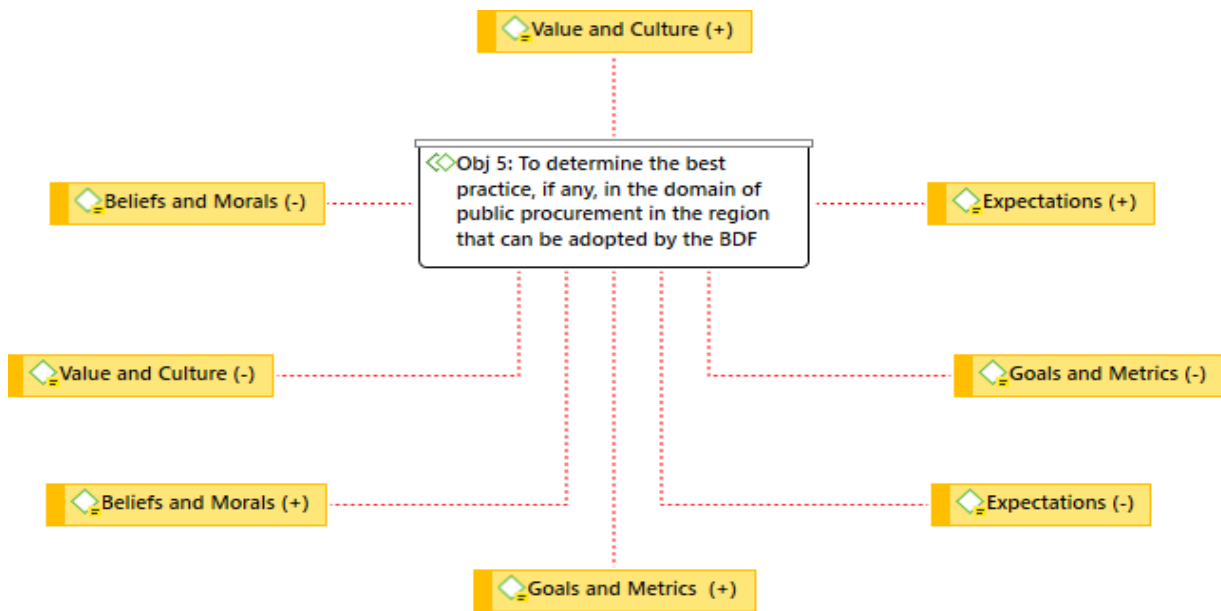 Value and Culture (+)
Obj 5: To determine the best
practice, if any, in the domain of
public procurement in the region
that can be adopted by the BDF
Beliefs and Morals (-)
Expectations (+)
Value and Culture (-)
Goals and Metrics (-)
Beliefs and Morals (+)
Expectations (-)
Goals and Metrics (+)